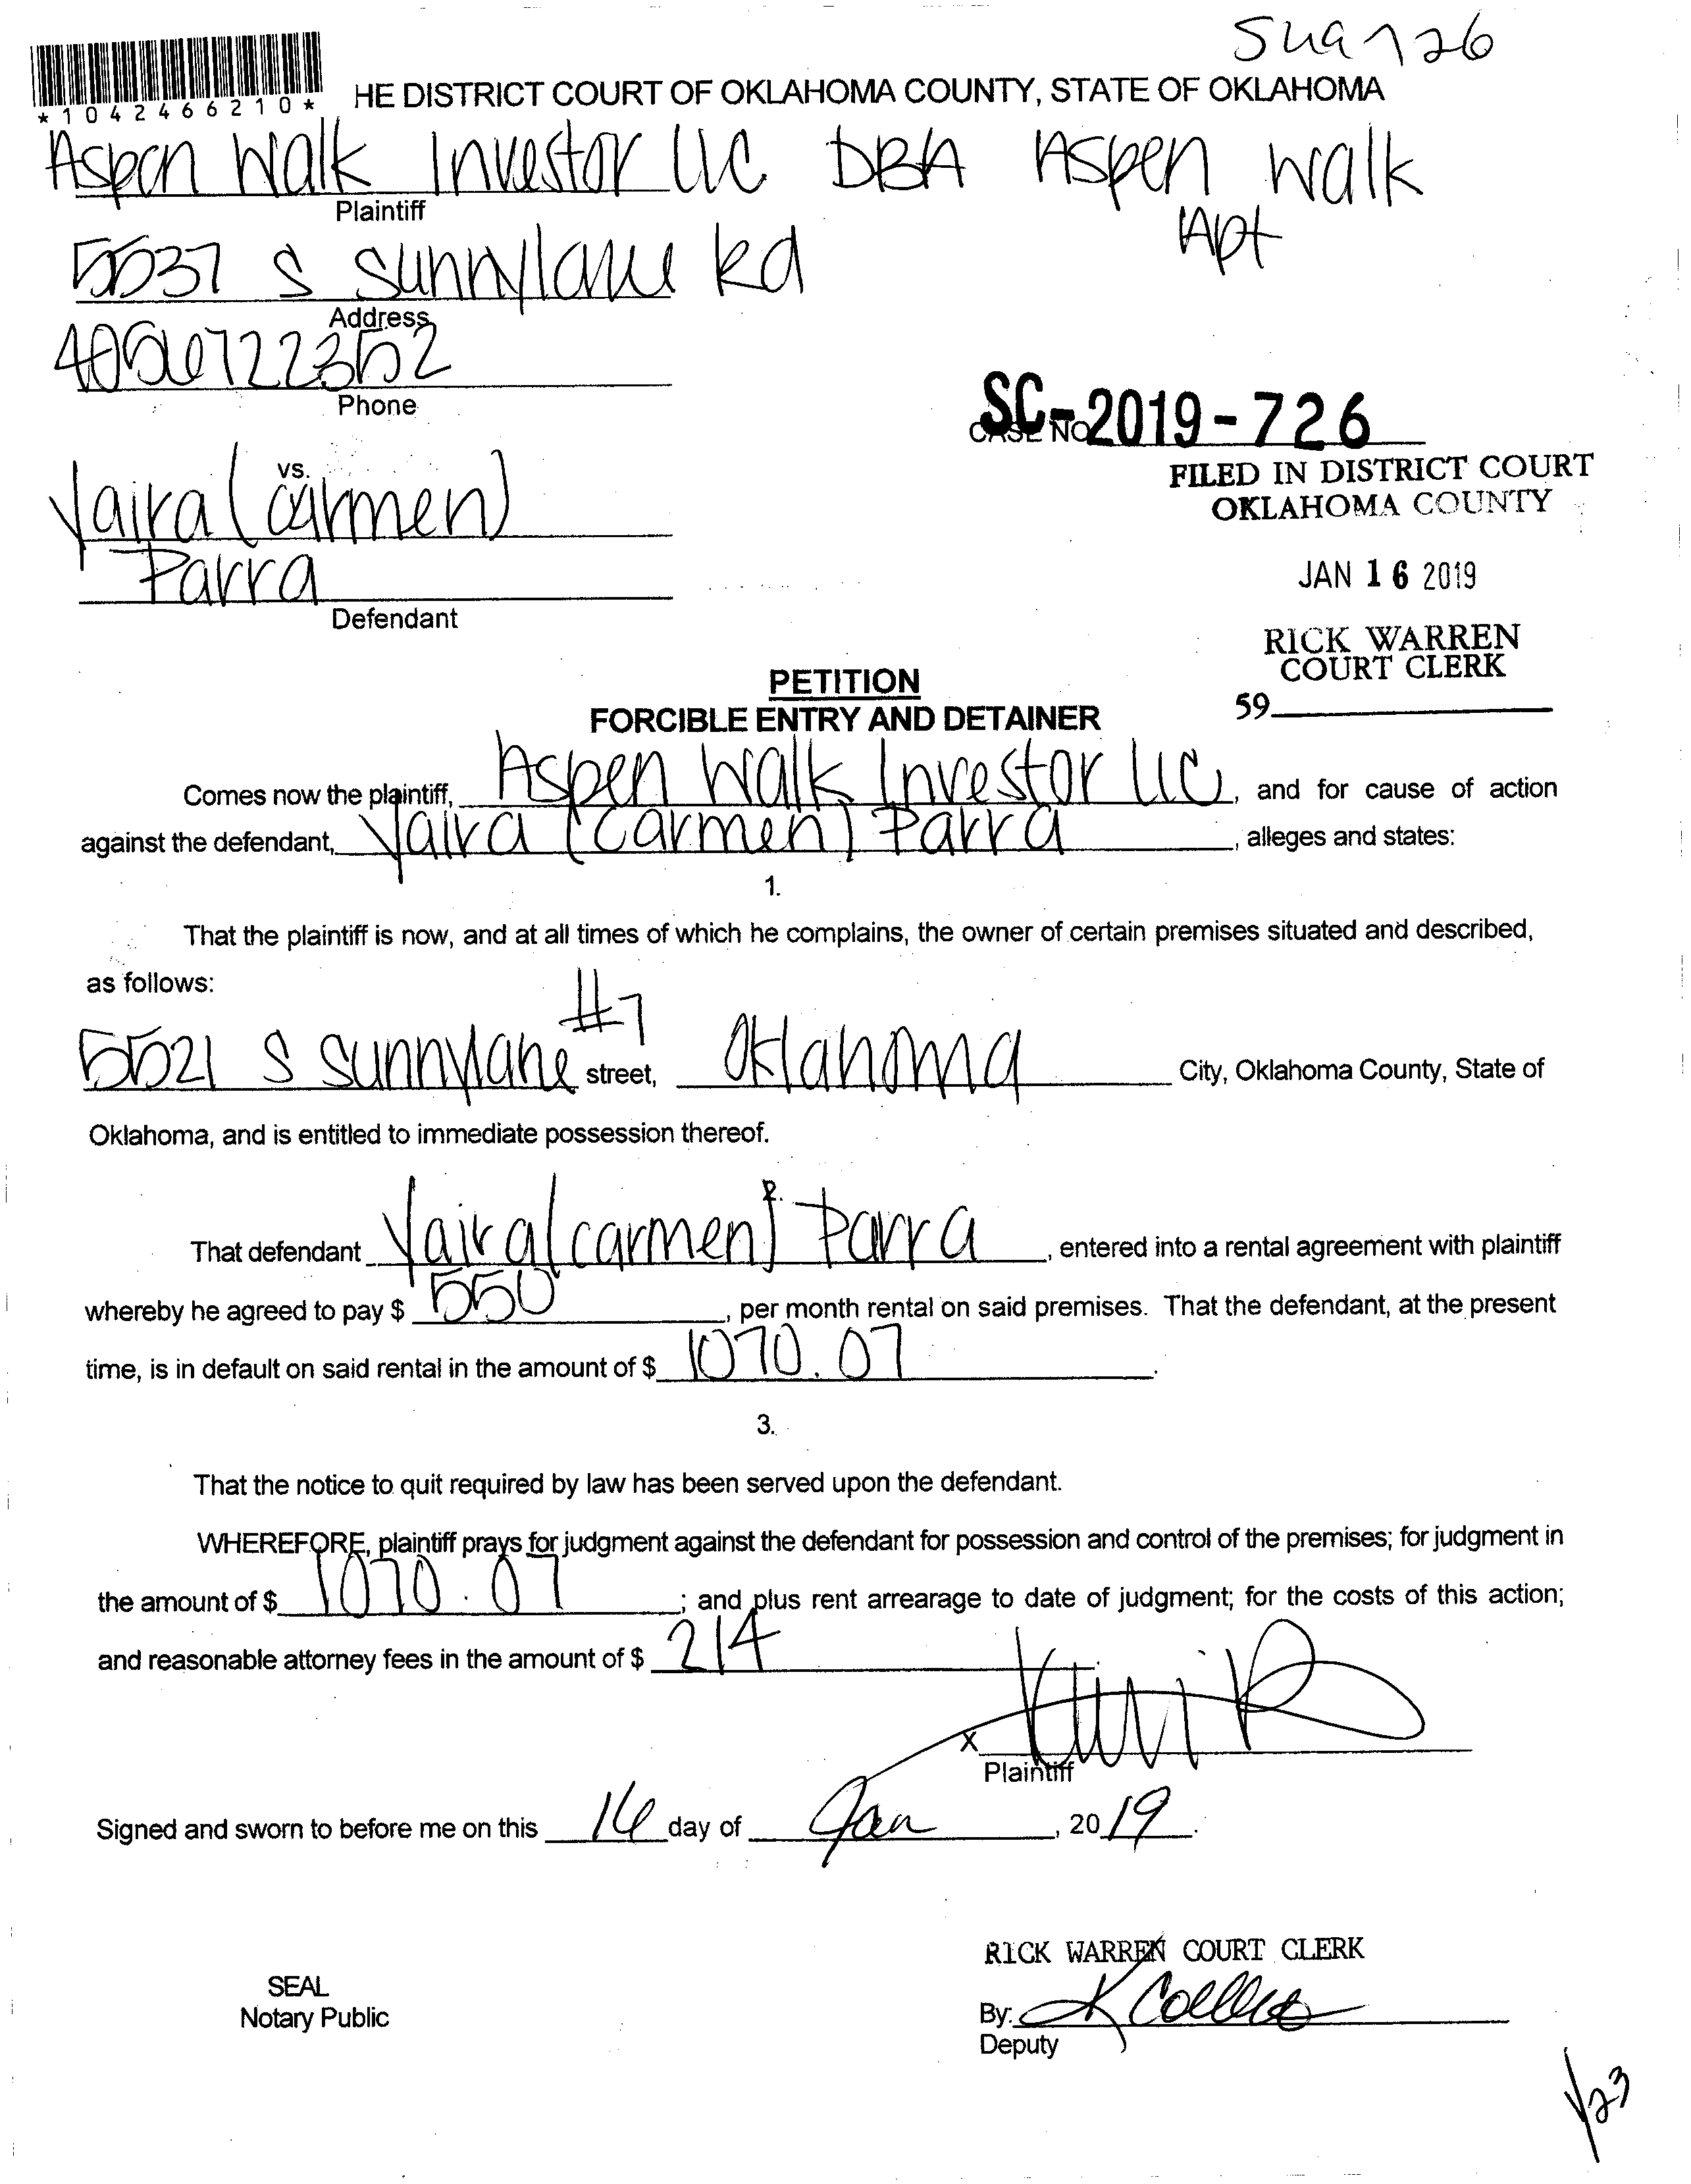 SU9726
*1042466210*
HE DISTRICT COURT OF OKLAHOMA COUNTY, STATE OF OKLAHOMA
Aspen Walk Investor LLC DBA Aspen Walk
Apt
Plaintiff
5537 S Sunnylane Rd
Address
4056722352
Phone
SC-2019-726
CASE NO
vs.
FILED IN DISTRICT COURT
OKLAHOMA COUNTY
Yaira (Carmen)
Parra
Defendant
JAN 16 2019
RICK WARREN
COURT CLERK
59
PETITION
FORCIBLE ENTRY AND DETAINER
Comes now the plaintiff, Aspen Walk Investor LLC, and for cause of action
against the defendant, Yaira (Carmen) Parra, alleges and states:
1.
That the plaintiff is now, and at all times of which he complains, the owner of certain premises situated and described,
as follows:
5521 S Sunnylane #7 street, Oklahoma City, Oklahoma County, State of
Oklahoma, and is entitled to immediate possession thereof.
2.
That defendant Yaira (Carmen) Parra, entered into a rental agreement with plaintiff
whereby he agreed to pay $ 550, per month rental on said premises. That the defendant, at the present
time, is in default on said rental in the amount of $ 1070.07.
3.
That the notice to quit required by law has been served upon the defendant.
WHEREFORE, plaintiff prays for judgment against the defendant for possession and control of the premises; for judgment in
the amount of $ 1070.07; and plus rent arrearage to date of judgment; for the costs of this action;
and reasonable attorney fees in the amount of $ 214
X
Plaintiff
Signed and sworn to before me on this 16 day of Jan, 2019.
RICK WARREN COURT CLERK
SEAL
Notary Public
By: K
Deputy
1/23